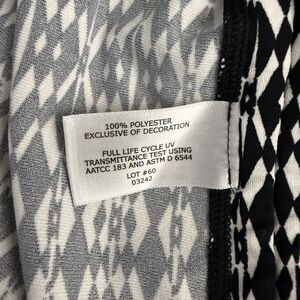 100% POLYESTER
EXCLUSIVE OF DECORATION
FULL LIFE CYCLE UV
TRANSMITTANCE TEST USING
AATCC 183 AND ASTM D 6544
LOT #60
03242